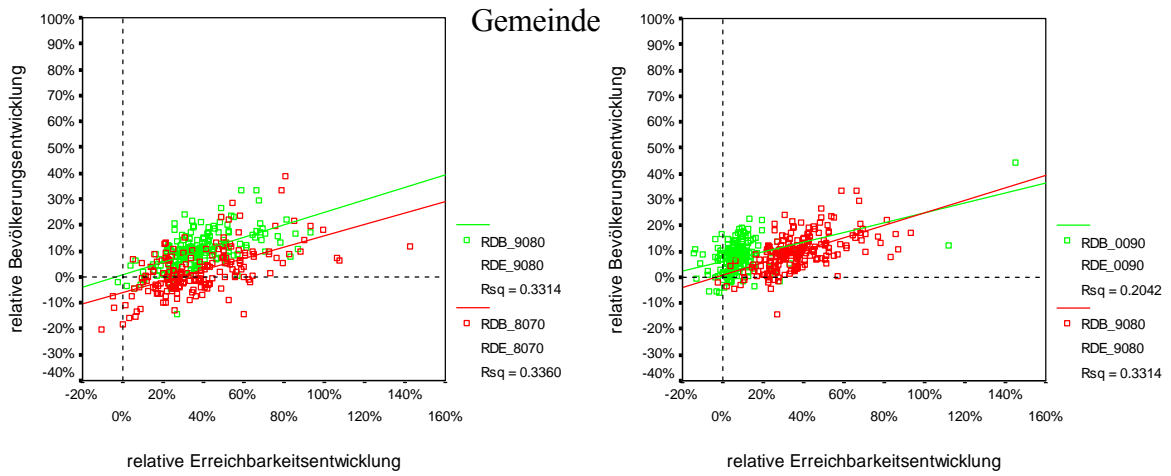 Gemeinde
relative Bevölkerungsentwicklung
100%
90%
80%
70%
60%
50%
40%
30%
20%
10%
0%
-10%
-20%
-30%
-40%
-20%
20%
60%
100%
140%
0%
40%
80%
120%
160%
relative Erreichbarkeitsentwicklung
RDB_9080
RDE_9080
Rsq = 0.3314
RDB_8070
RDE_8070
Rsq = 0.3360
relative Bevölkerungsentwicklung
100%
90%
80%
70%
60%
50%
40%
30%
20%
10%
0%
-10%
-20%
-30%
-40%
-20%
20%
60%
100%
140%
0%
40%
80%
120%
160%
relative Erreichbarkeitsentwicklung
RDB_0090
RDE_0090
Rsq = 0.2042
RDB_9080
RDE_9080
Rsq = 0.3314